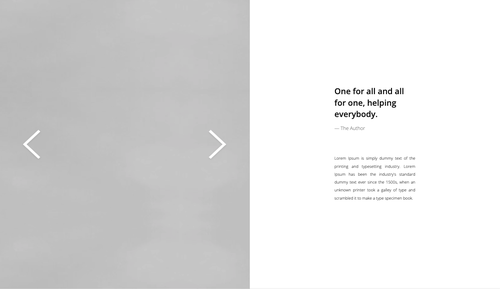 One for all and all
for one, helping
everybody.
— The Author
Lorem Ipsum is simply dummy text of the
printing and typesetting industry. Lorem
Ipsum has been the industry's standard
dummy text ever since the 1500s, when an
unknown printer took a galley of type and
scrambled it to make a type specimen book.